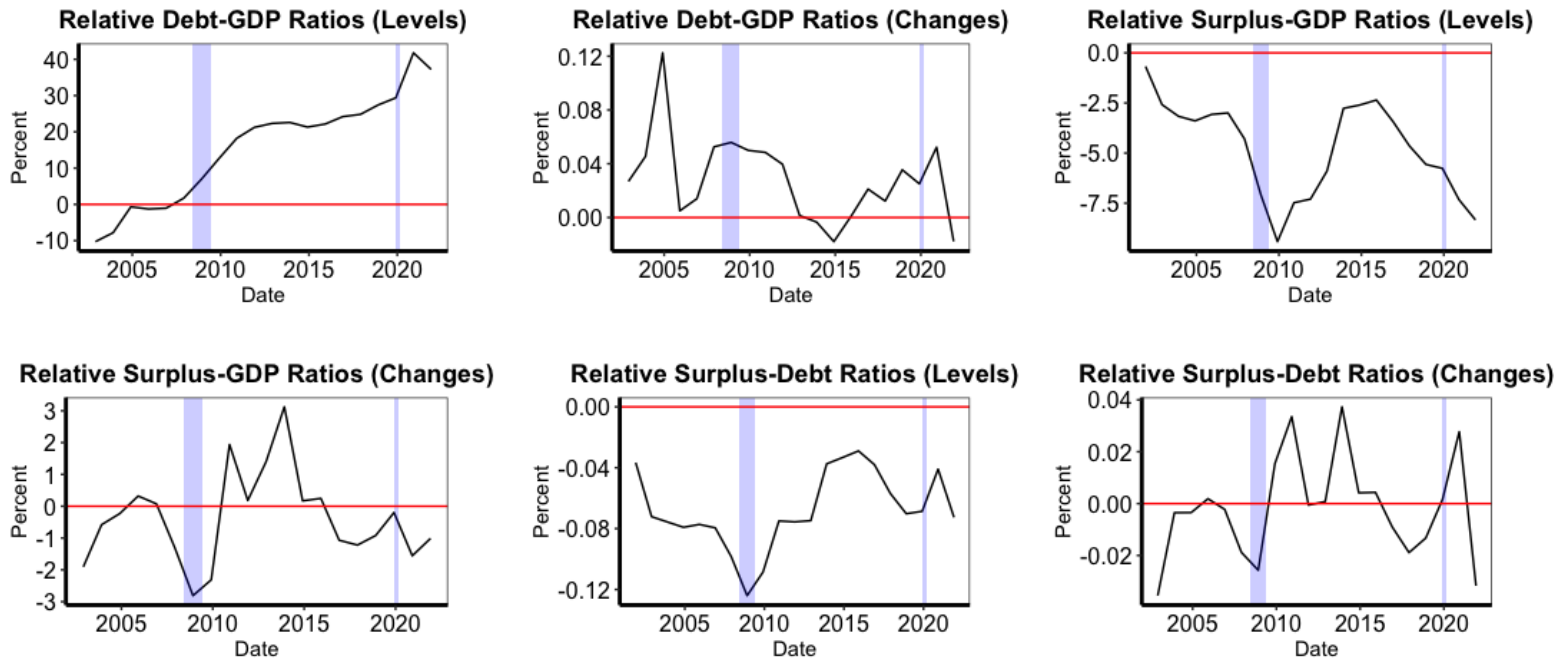 Relative Debt-GDP Ratios (Levels)
Percent
40
30
20
10
0
-10
2005 2010 2015 2020
Date
Relative Debt-GDP Ratios (Changes)
Percent
0.12
0.08
0.04
0.00
2005 2010 2015 2020
Date
Relative Surplus-GDP Ratios (Levels)
Percent
0.0
-2.5
-5.0
-7.5
2005 2010 2015 2020
Date
Relative Surplus-GDP Ratios (Changes)
Percent
3
2
1
0
-1
-2
-3
2005 2010 2015 2020
Date
Relative Surplus-Debt Ratios (Levels)
Percent
0.00
-0.04
-0.08
-0.12
2005 2010 2015 2020
Date
Relative Surplus-Debt Ratios (Changes)
Percent
0.04
0.02
0.00
-0.02
2005 2010 2015 2020
Date